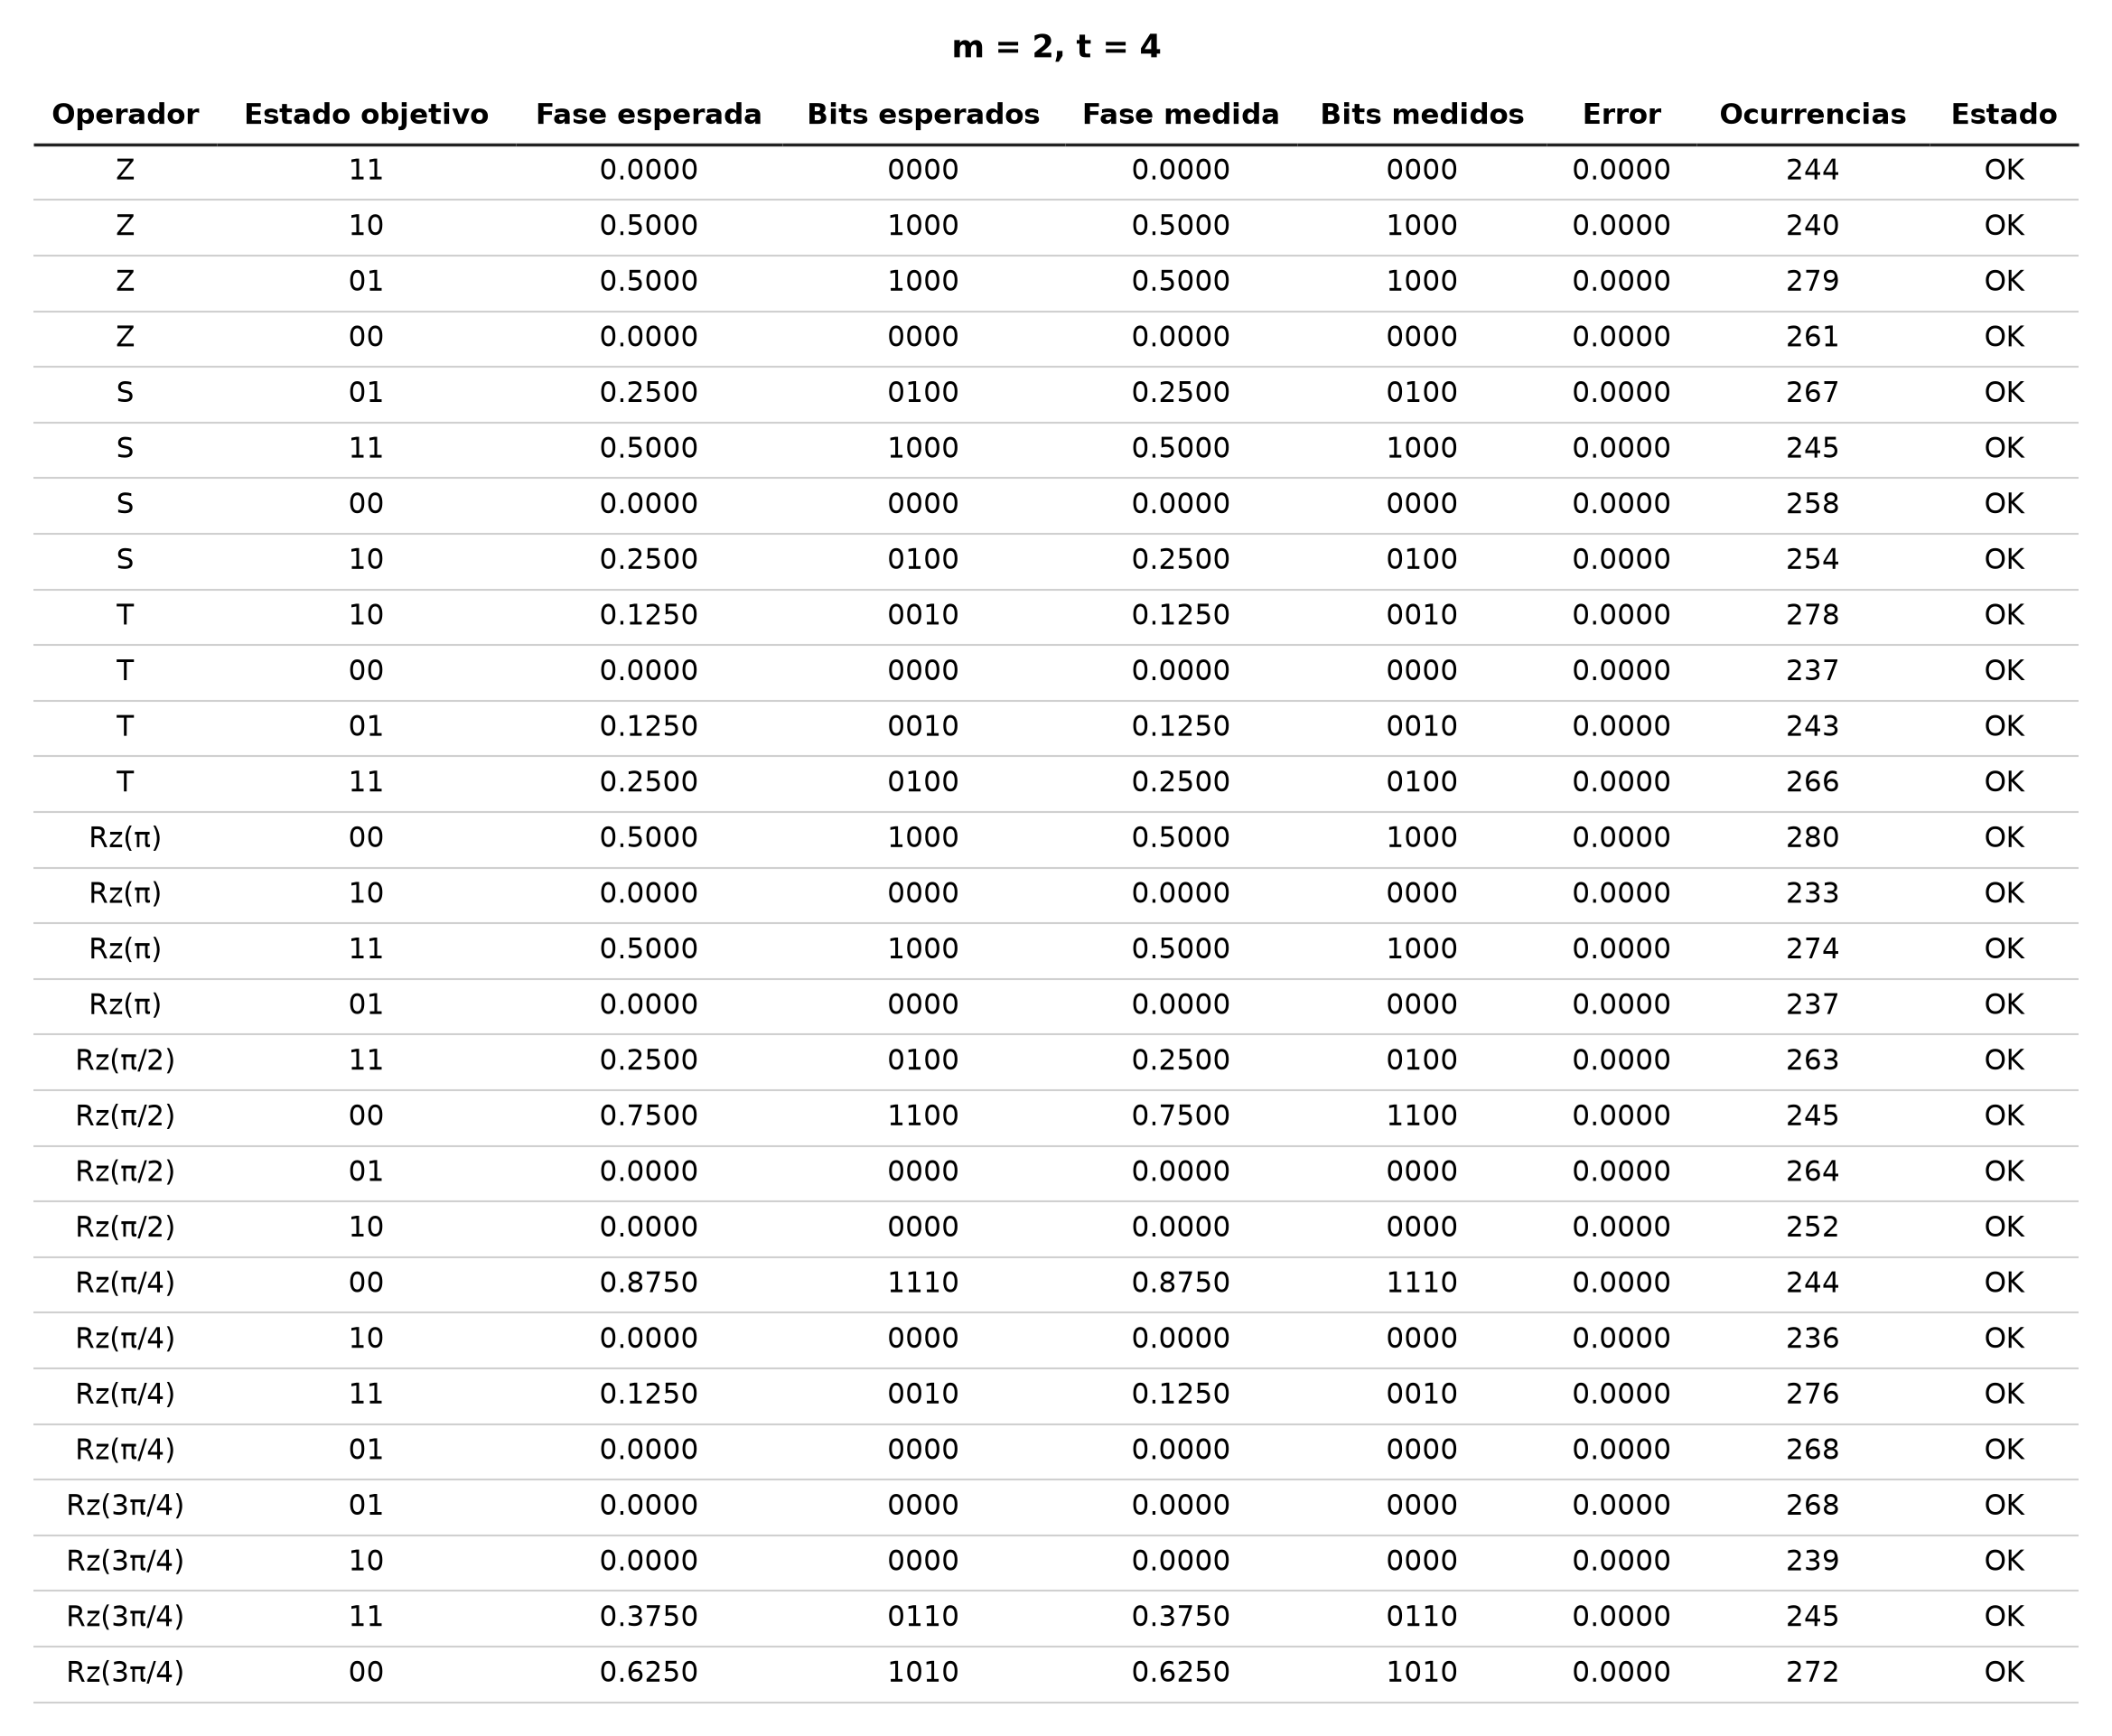 m = 2, t = 4
Operador Estado objetivo Fase esperada Bits esperados Fase medida Bits medidos Error Ocurrencias Estado
Z 11 0.0000 0000 0.0000 0000 0.0000 244 OK
Z 10 0.5000 1000 0.5000 1000 0.0000 240 OK
Z 01 0.5000 1000 0.5000 1000 0.0000 279 OK
Z 00 0.0000 0000 0.0000 0000 0.0000 261 OK
S 01 0.2500 0100 0.2500 0100 0.0000 267 OK
S 11 0.5000 1000 0.5000 1000 0.0000 245 OK
S 00 0.0000 0000 0.0000 0000 0.0000 258 OK
S 10 0.2500 0100 0.2500 0100 0.0000 254 OK
T 10 0.1250 0010 0.1250 0010 0.0000 278 OK
T 00 0.0000 0000 0.0000 0000 0.0000 237 OK
T 01 0.1250 0010 0.1250 0010 0.0000 243 OK
T 11 0.2500 0100 0.2500 0100 0.0000 266 OK
Rz(π) 00 0.5000 1000 0.5000 1000 0.0000 280 OK
Rz(π) 10 0.0000 0000 0.0000 0000 0.0000 233 OK
Rz(π) 11 0.5000 1000 0.5000 1000 0.0000 274 OK
Rz(π) 01 0.0000 0000 0.0000 0000 0.0000 237 OK
Rz(π/2) 11 0.2500 0100 0.2500 0100 0.0000 263 OK
Rz(π/2) 00 0.7500 1100 0.7500 1100 0.0000 245 OK
Rz(π/2) 01 0.0000 0000 0.0000 0000 0.0000 264 OK
Rz(π/2) 10 0.0000 0000 0.0000 0000 0.0000 252 OK
Rz(π/4) 00 0.8750 1110 0.8750 1110 0.0000 244 OK
Rz(π/4) 10 0.0000 0000 0.0000 0000 0.0000 236 OK
Rz(π/4) 11 0.1250 0010 0.1250 0010 0.0000 276 OK
Rz(π/4) 01 0.0000 0000 0.0000 0000 0.0000 268 OK
Rz(3π/4) 01 0.0000 0000 0.0000 0000 0.0000 268 OK
Rz(3π/4) 10 0.0000 0000 0.0000 0000 0.0000 239 OK
Rz(3π/4) 11 0.3750 0110 0.3750 0110 0.0000 245 OK
Rz(3π/4) 00 0.6250 1010 0.6250 1010 0.0000 272 OK